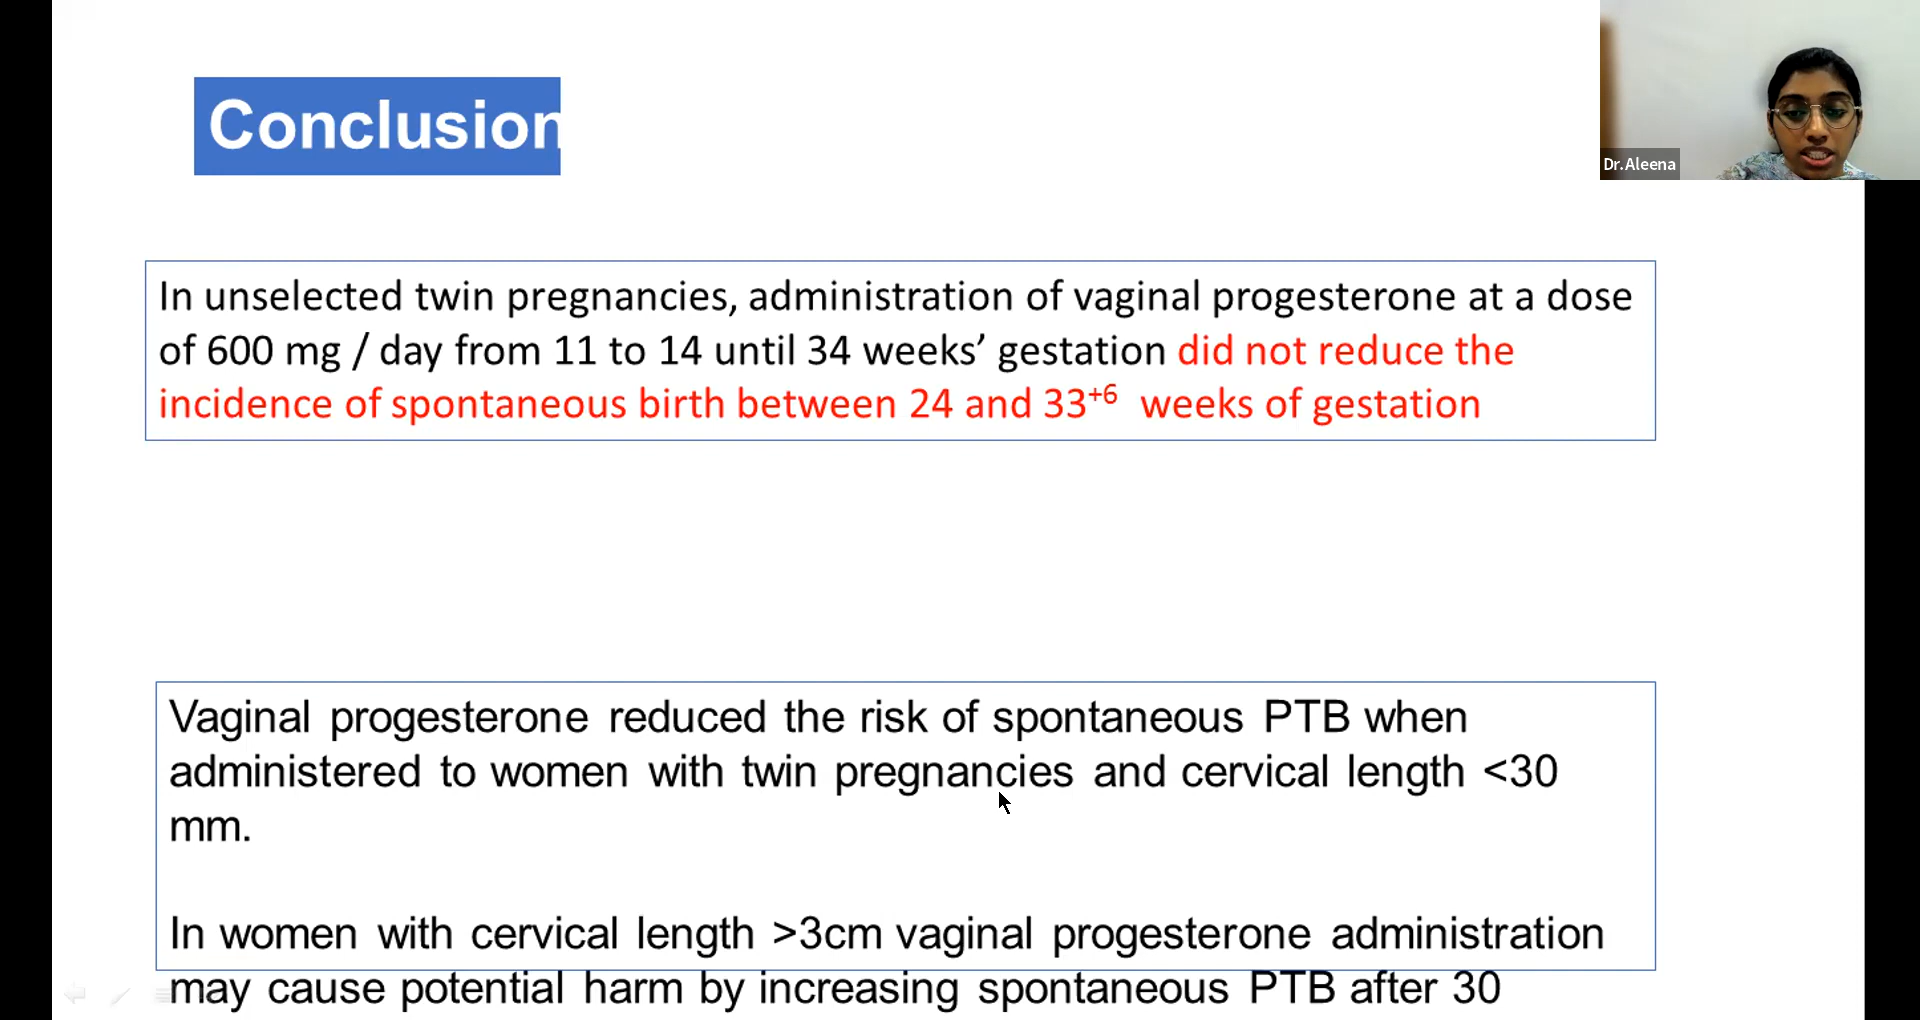 Conclusion
Dr.Aleena
In unselected twin pregnancies, administration of vaginal progesterone at a dose
of 600 mg / day from 11 to 14 until 34 weeks’ gestation did not reduce the
incidence of spontaneous birth between 24 and 33+6 weeks of gestation
Vaginal progesterone reduced the risk of spontaneous PTB when
administered to women with twin pregnancies and cervical length <30
mm.
In women with cervical length >3cm vaginal progesterone administration
may cause potential harm by increasing spontaneous PTB after 30